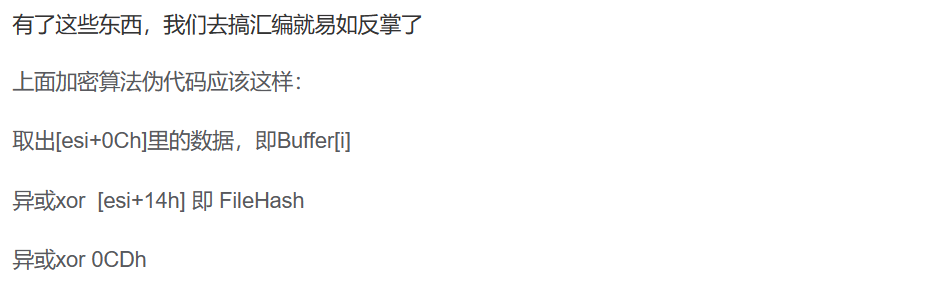 有了这些东西，我们去搞汇编就易如反掌了
上面加密算法伪代码应该这样：
取出[esi+0Ch]里的数据，即Buffer[i]
异或xor  [esi+14h] 即 FileHash
异或xor 0CDh